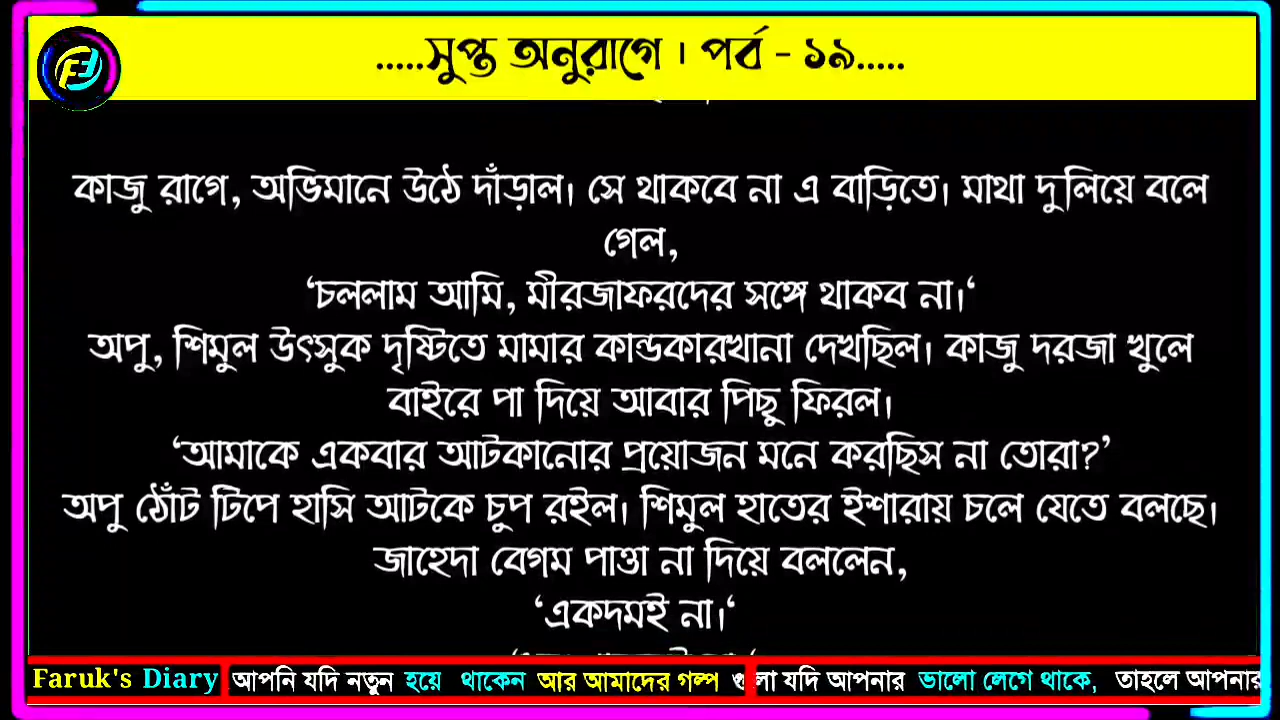 .....সুপ্ত অনুরাগে । পর্ব - ১৯.....
কাজু রাগে, অভিমানে উঠে দাঁড়াল। সে থাকবে না এ বাড়িতে। মাথা দুলিয়ে বলে
গেল,
‘চললাম আমি, মীরজাফরদের সঙ্গে থাকব না।‘
অপু, শিমুল উৎসুক দৃষ্টিতে মামার কান্ডকারখানা দেখছিল। কাজু দরজা খুলে
বাইরে পা দিয়ে আবার পিছু ফিরল।
‘আমাকে একবার আটকানোর প্রয়োজন মনে করছিস না তোরা?’
অপু ঠোঁট টিপে হাসি আটকে চুপ রইল। শিমুল হাতের ইশারায় চলে যেতে বলছে।
জাহেদা বেগম পাত্তা না দিয়ে বললেন,
‘একদমই না।‘
Faruk's Diary আপনি যদি নতুন হয়ে থাকেন আর আমাদের গল্প গুলা যদি আপনার ভালো লেগে থাকে, তাহলে আপনার